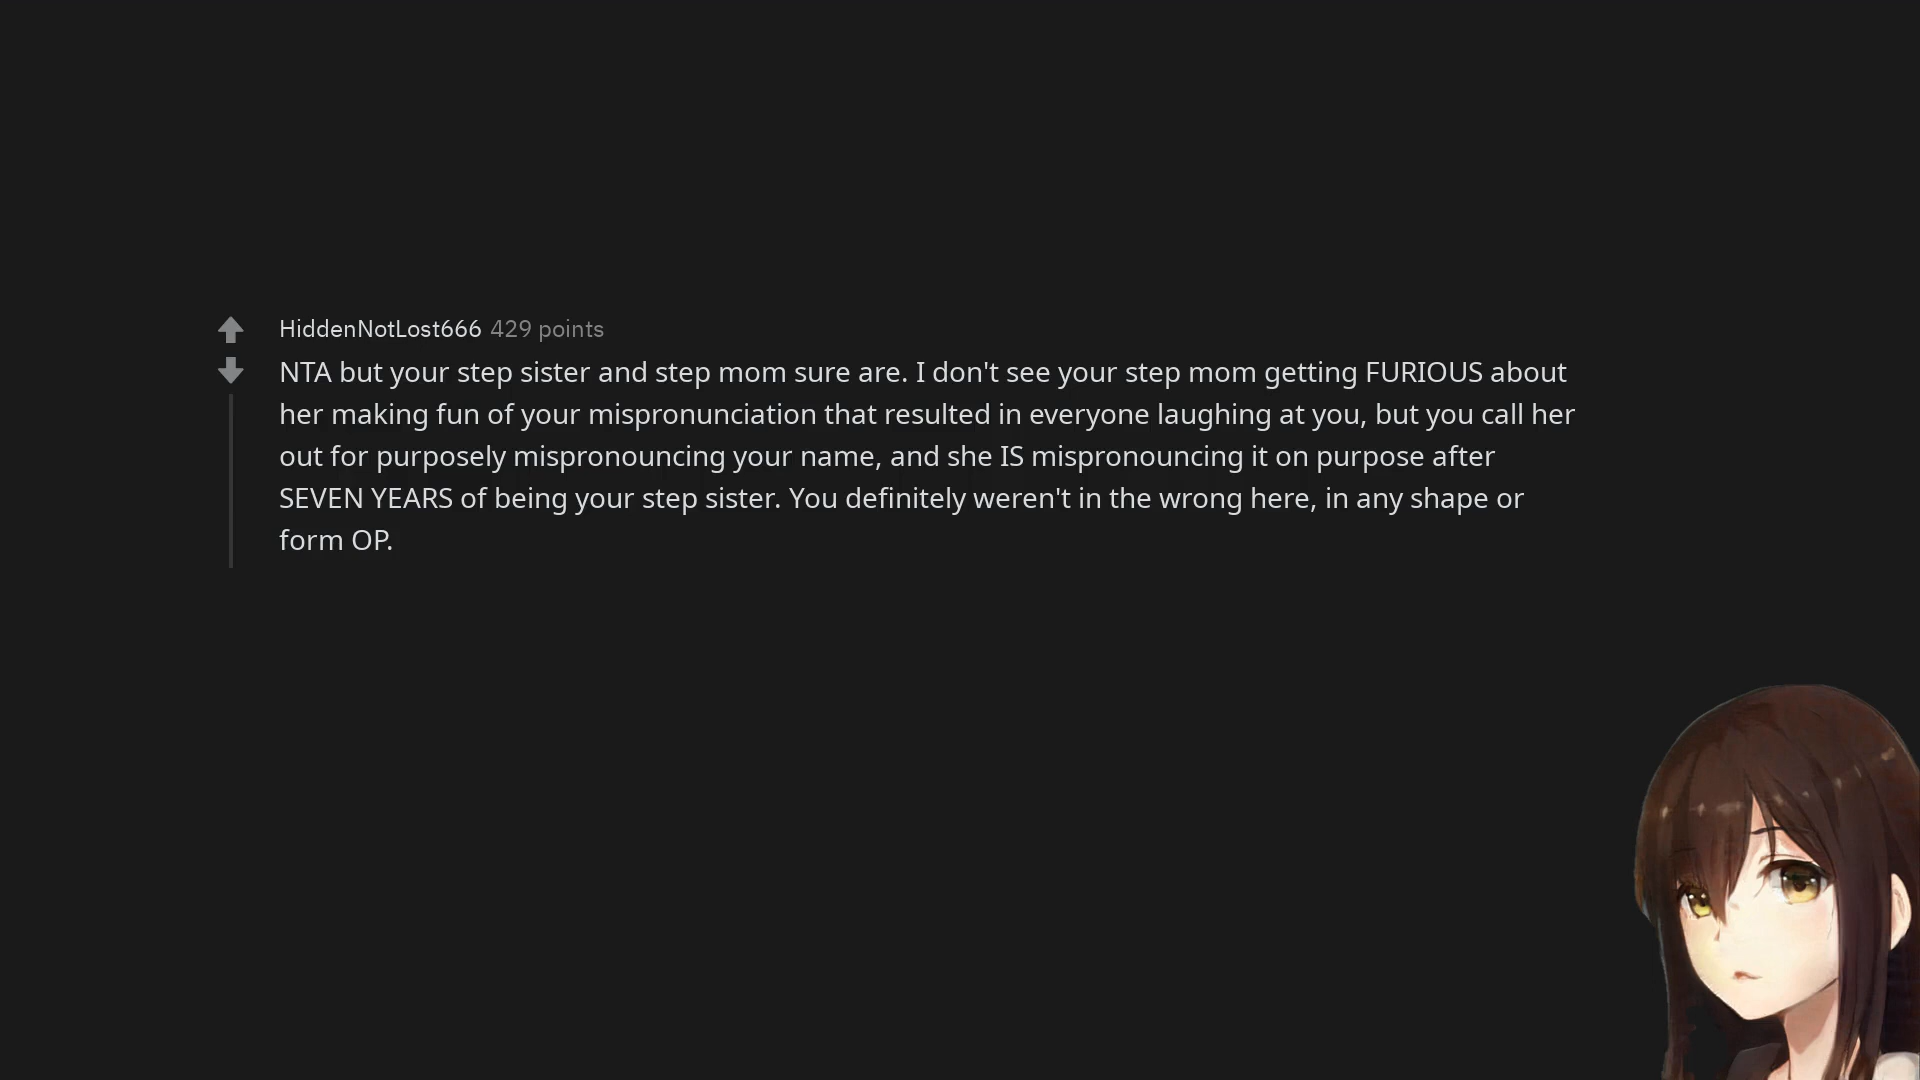 HiddenNotLost666 429 points
NTA but your step sister and step mom sure are. I don't see your step mom getting FURIOUS about
her making fun of your mispronunciation that resulted in everyone laughing at you, but you call her
out for purposely mispronouncing your name, and she IS mispronouncing it on purpose after
SEVEN YEARS of being your step sister. You definitely weren't in the wrong here, in any shape or
form OP.